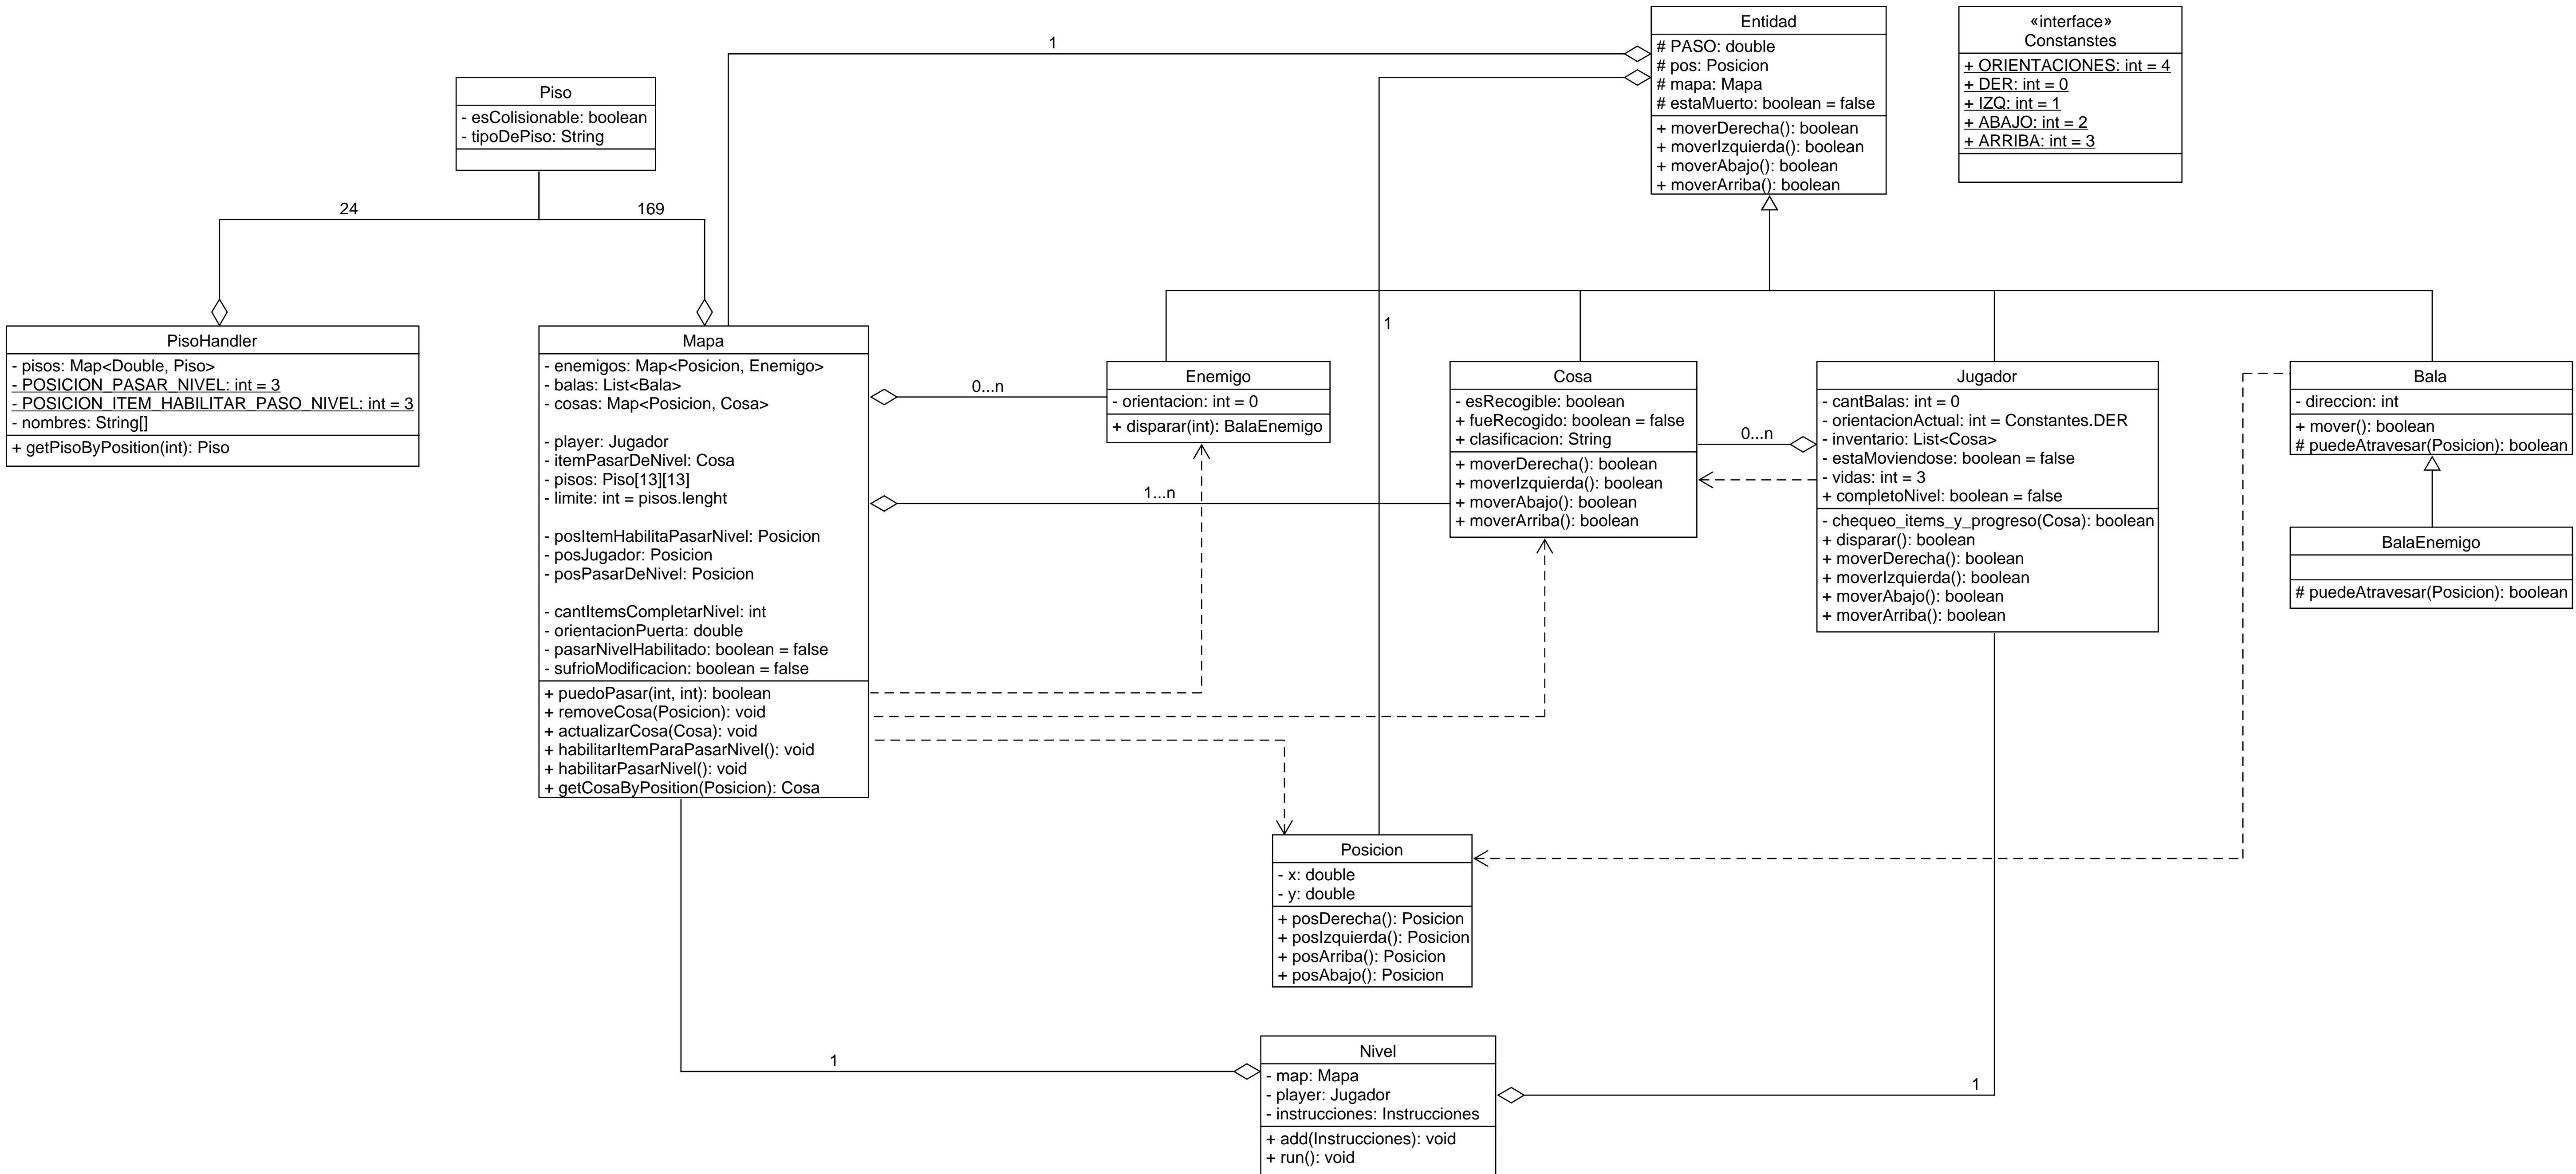 Entidad
# PASO: double
# pos: Posicion
# mapa: Mapa
# estaMuerto: boolean = false
+ moverDerecha(): boolean
+ moverIzquierda(): boolean
+ moverAbajo(): boolean
+ moverArriba(): boolean
«interface»
Constanstes
+ ORIENTACIONES: int = 4
+ DER: int = 0
+ IZQ: int = 1
+ ABAJO: int = 2
+ ARRIBA: int = 3
1
Piso
- esColisionable: boolean
- tipoDePiso: String
24
169
1
PisoHandler
- pisos: Map<Double, Piso>
- POSICION_PASAR_NIVEL: int = 3
- POSICION_ITEM_HABILITAR_PASO_NIVEL: int = 3
- nombres: String[]
+ getPisoByPosition(int): Piso
Mapa
- enemigos: Map<Posicion, Enemigo>
- balas: List<Bala>
- cosas: Map<Posicion, Cosa>
- player: Jugador
- itemPasarDeNivel: Cosa
- pisos: Piso[13][13]
- limite: int = pisos.lenght
- posItemHabilitaPasarNivel: Posicion
- posJugador: Posicion
- posPasarDeNivel: Posicion
- cantItemsCompletarNivel: int
- orientacionPuerta: double
- pasarNivelHabilitado: boolean = false
- sufrioModificacion: boolean = false
+ puedoPasar(int, int): boolean
+ removeCosa(Posicion): void
+ actualizarCosa(Cosa): void
+ habilitarItemParaPasarNivel(): void
+ habilitarPasarNivel(): void
+ getCosaByPosition(Posicion): Cosa
0...n
1...n
Enemigo
- orientacion: int = 0
+ disparar(int): BalaEnemigo
Cosa
- esRecogible: boolean
+ fueRecogido: boolean = false
+ clasificacion: String
+ moverDerecha(): boolean
+ moverIzquierda(): boolean
+ moverAbajo(): boolean
+ moverArriba(): boolean
0...n
Jugador
- cantBalas: int = 0
- orientacionActual: int = Constantes.DER
- inventario: List<Cosa>
- estaMoviendose: boolean = false
- vidas: int = 3
+ completoNivel: boolean = false
- chequeo_items_y_progreso(Cosa): boolean
+ disparar(): boolean
+ moverDerecha(): boolean
+ moverIzquierda(): boolean
+ moverAbajo(): boolean
+ moverArriba(): boolean
Bala
- direccion: int
+ mover(): boolean
# puedeAtravesar(Posicion): boolean
BalaEnemigo
# puedeAtravesar(Posicion): boolean
Posicion
- x: double
- y: double
+ posDerecha(): Posicion
+ posIzquierda(): Posicion
+ posArriba(): Posicion
+ posAbajo(): Posicion
1
1
Nivel
- map: Mapa
- player: Jugador
- instrucciones: Instrucciones
+ add(Instrucciones): void
+ run(): void